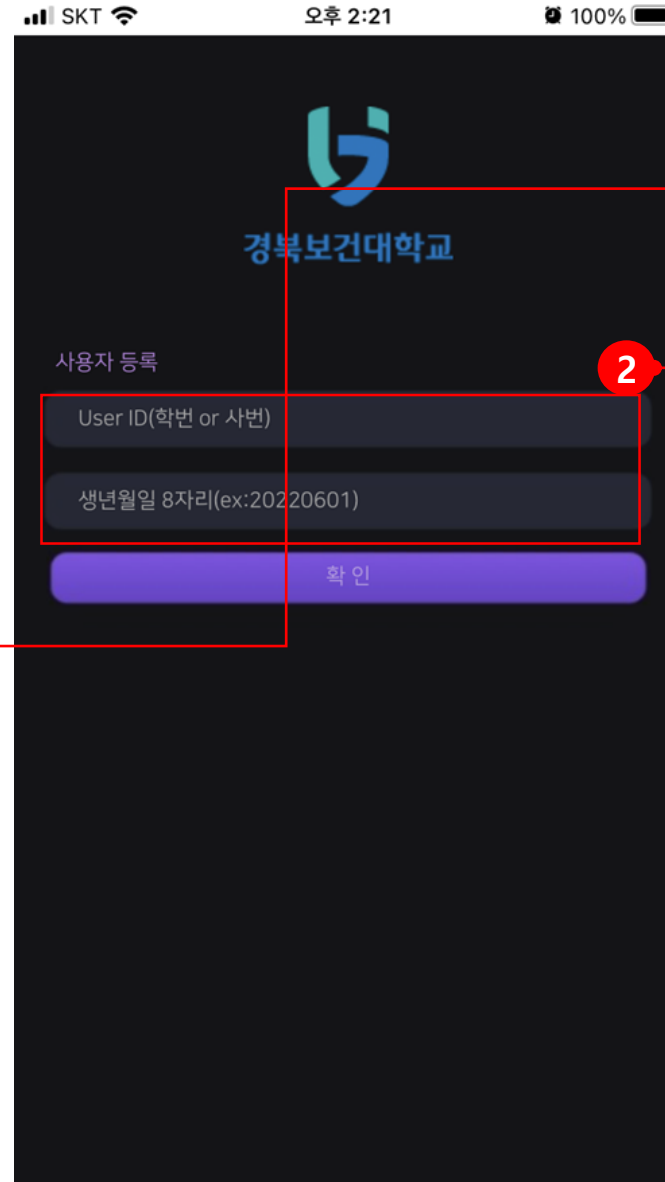 SKT 오후 2:21 100%
경북보건대학교
사용자 등록
2
User ID(학번 or 사번)
생년월일 8자리(ex:20220601)
확 인